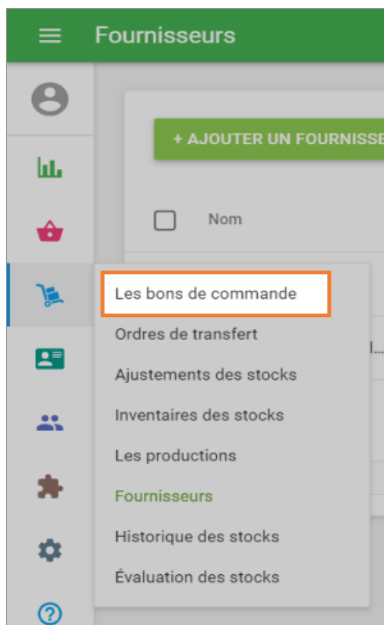 Fournisseurs
+ AJOUTER UN FOURNISSE
Nom
Les bons de commande
Ordres de transfert
Ajustements des stocks
Inventaires des stocks
Les productions
Fournisseurs
Historique des stocks
Évaluation des stocks